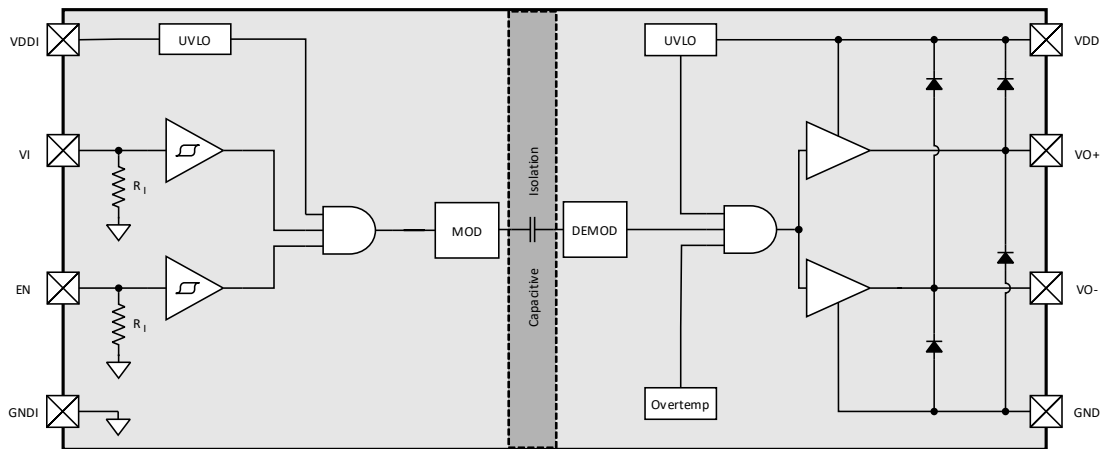 VDDI
UVLO
UVLO
VDD
VI
R I
Isolation
VO+
MOD
DEMOD
EN
R I
Capacitive
VO-
GNDI
Overtemp
GND